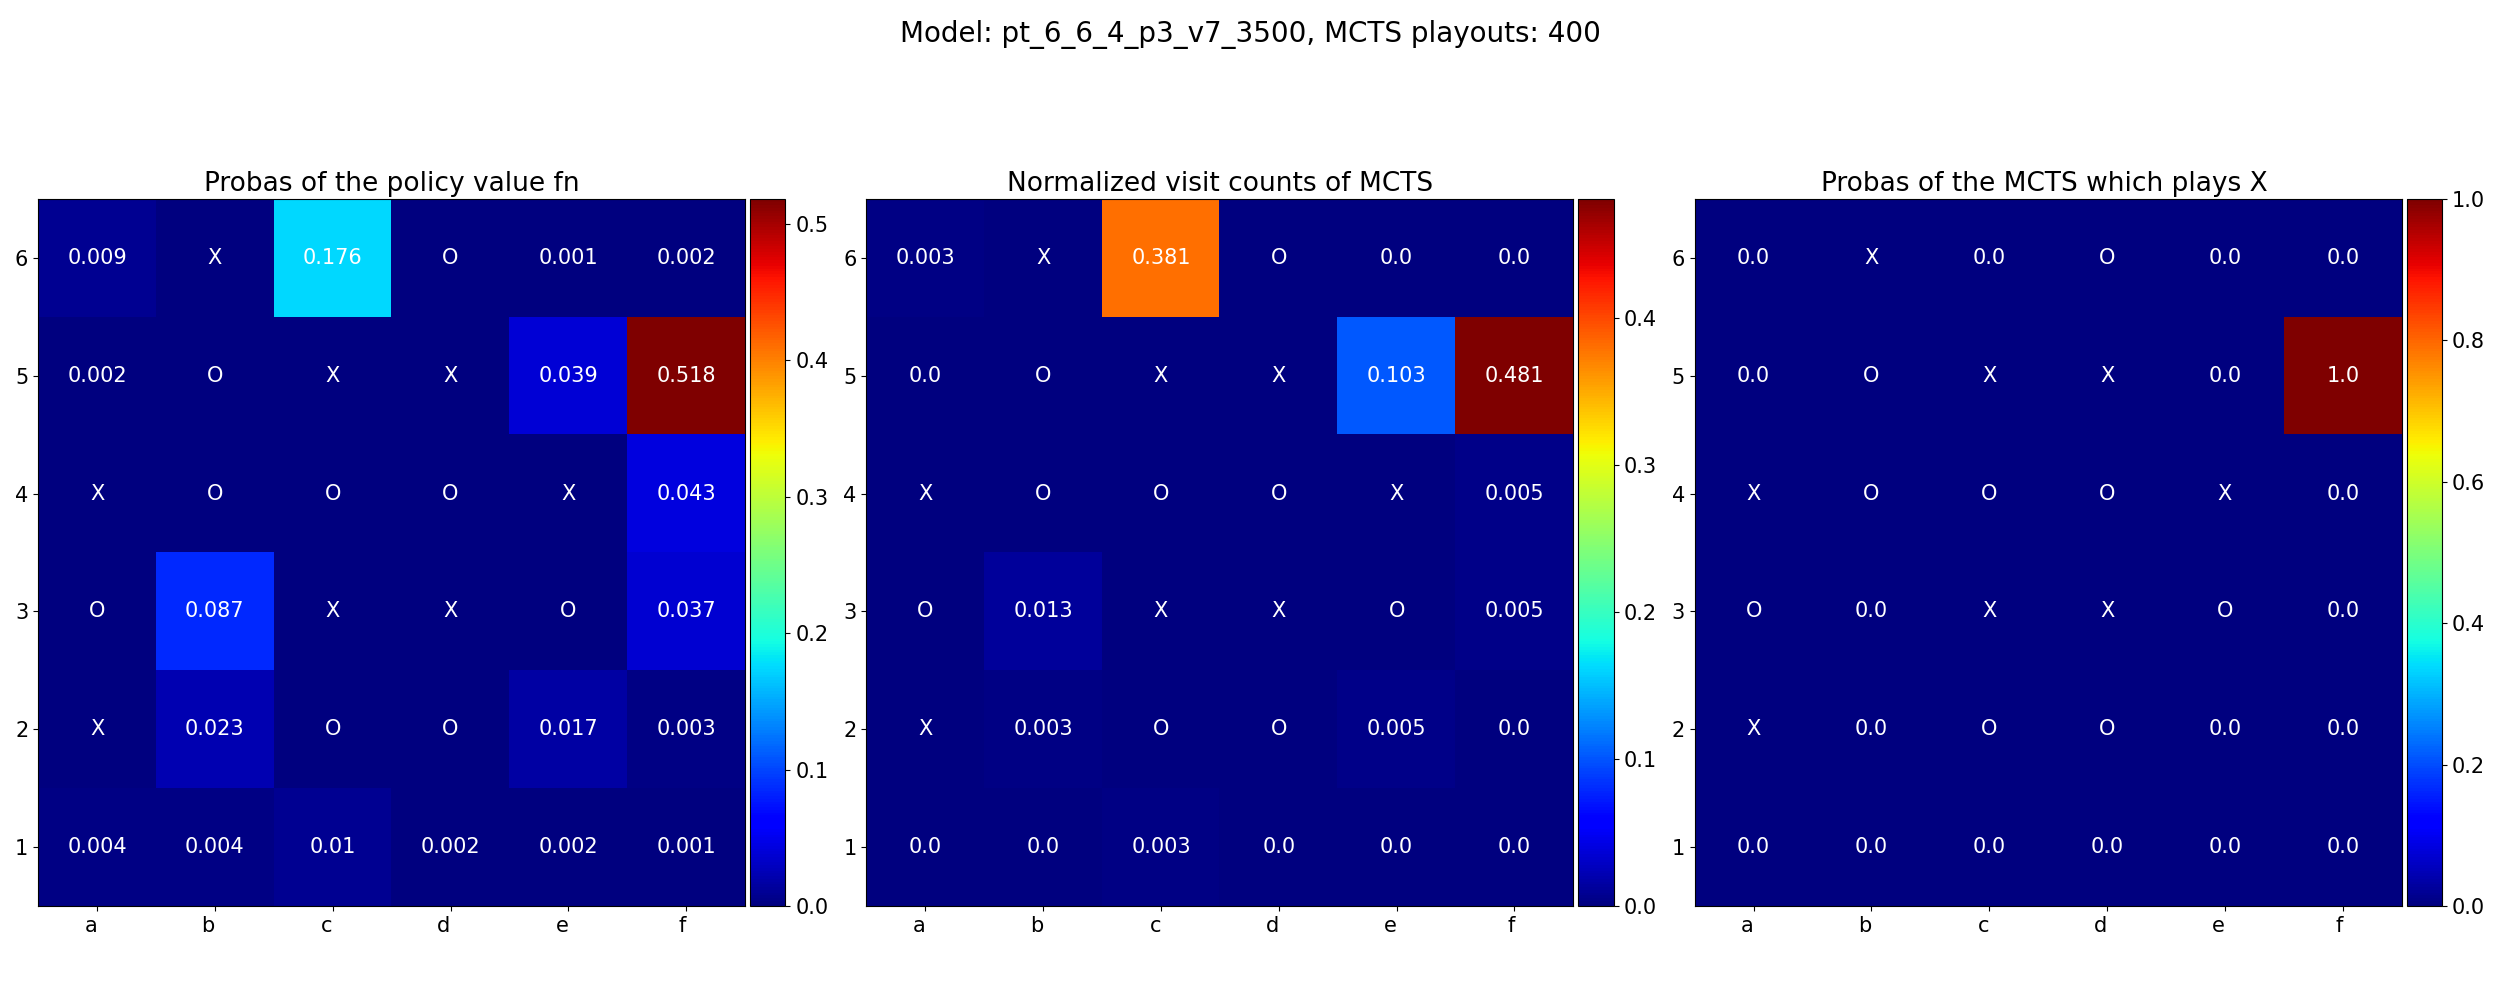 Model: pt_6_6_4_p3_v7_3500, MCTS playouts: 400
Probas of the policy value fn
6 0.009 X 0.176 O 0.001 0.002
5 0.002 O X X 0.039 0.518
4 X O O O X 0.043
3 O 0.087 X X O 0.037
2 X 0.023 O O 0.017 0.003
1 0.004 0.004 0.01 0.002 0.002 0.001
a b c d e f
0.5
0.4
0.3
0.2
0.1
0.0
Normalized visit counts of MCTS
6 0.003 X 0.381 O 0.0 0.0
5 0.0 O X X 0.103 0.481
4 X O O O X 0.005
3 O 0.013 X X O 0.005
2 X 0.003 O O 0.005 0.0
1 0.0 0.0 0.003 0.0 0.0 0.0
a b c d e f
0.4
0.3
0.2
0.1
0.0
Probas of the MCTS which plays X
6 0.0 X 0.0 O 0.0 0.0
5 0.0 O X X 0.0 1.0
4 X O O O X 0.0
3 O 0.0 X X O 0.0
2 X 0.0 O O 0.0 0.0
1 0.0 0.0 0.0 0.0 0.0 0.0
a b c d e f
1.0
0.8
0.6
0.4
0.2
0.0